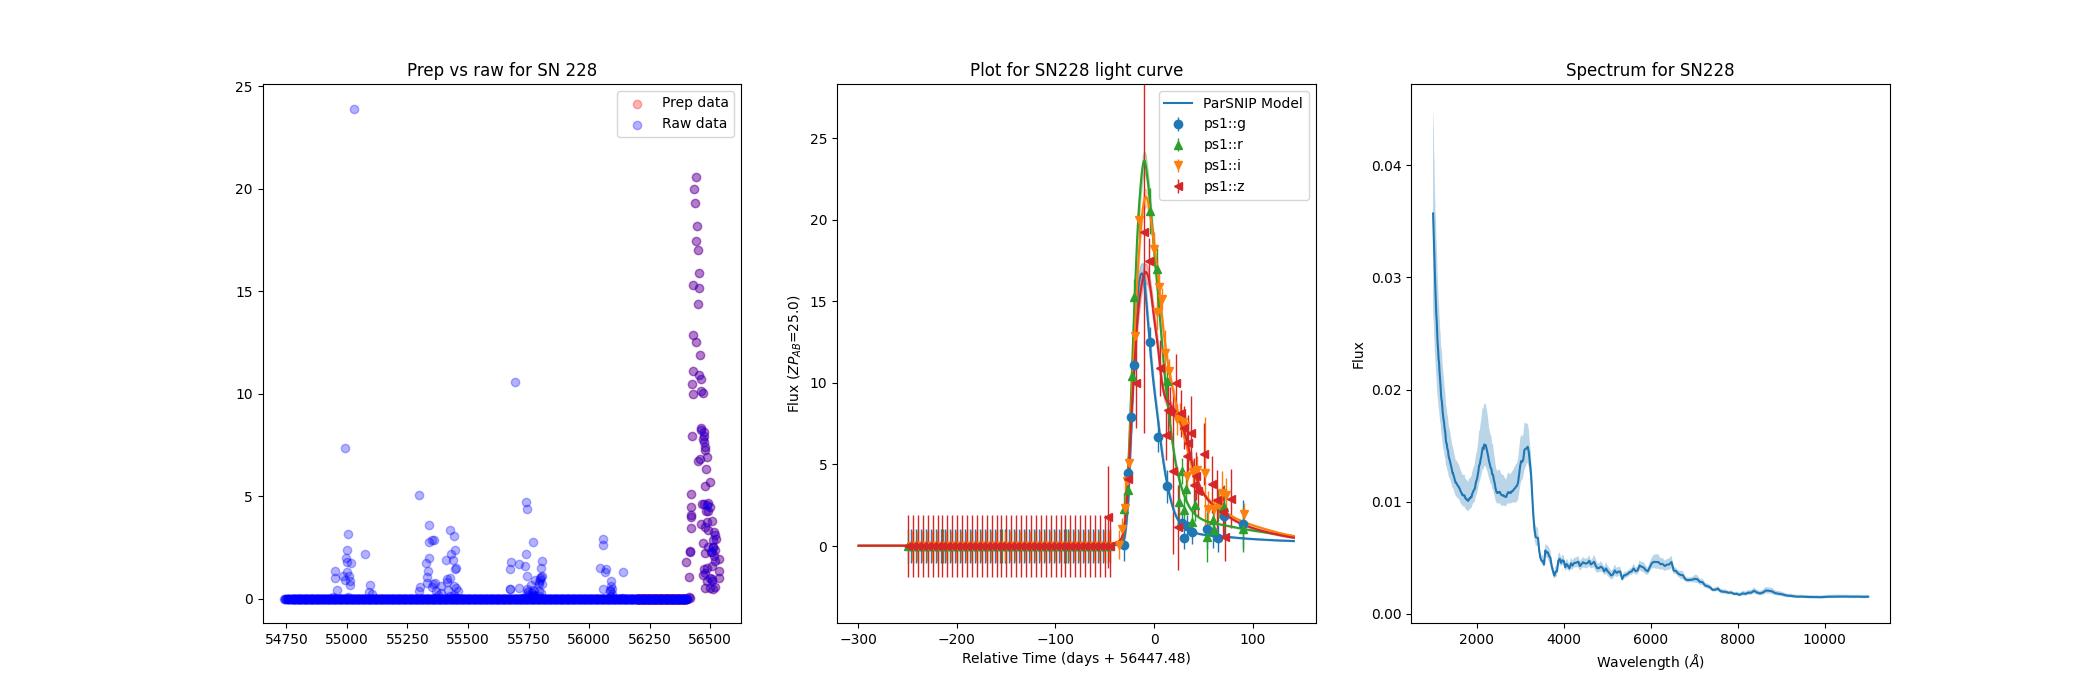 Prep vs raw for SN 228
Prep data
Raw data
25
20
15
10
5
0
54750 55000 55250 55500 55750 56000 56250 56500
Plot for SN228 light curve
ParSNIP Model
ps1::g
ps1::r
ps1::i
ps1::z
Flux (ZP_AB=25.0)
25
20
15
10
5
0
−300 −200 −100 0 100
Relative Time (days + 56447.48)
Spectrum for SN228
Flux
0.04
0.03
0.02
0.01
0.00
2000 4000 6000 8000 10000
Wavelength (Å)